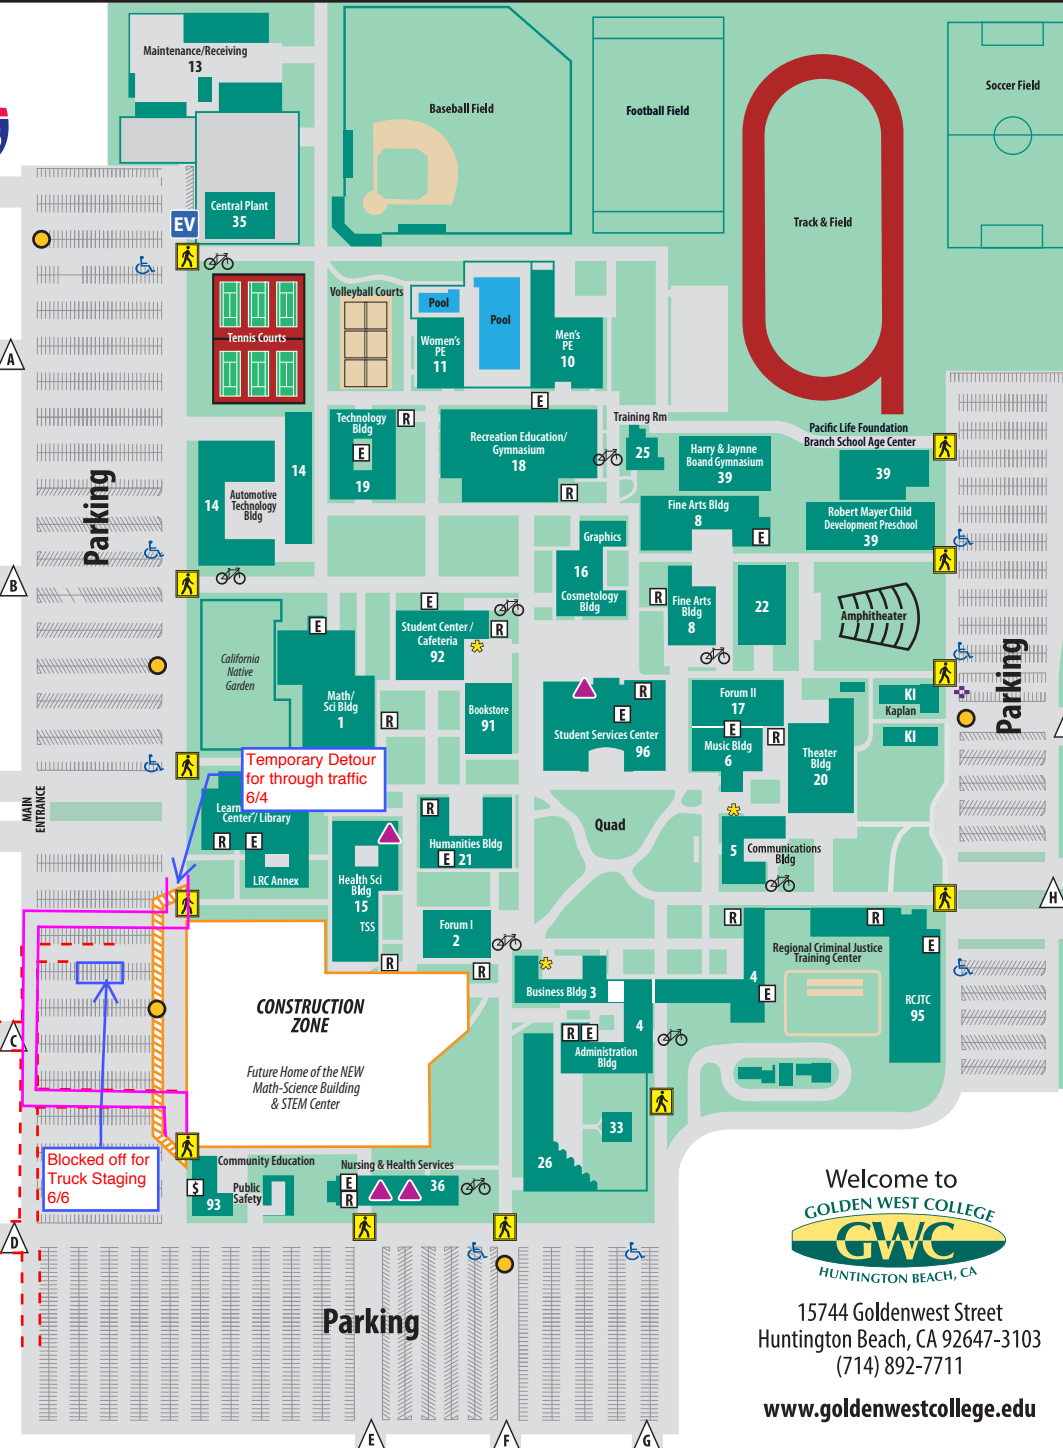 Maintenance/Receiving
13
Baseball Field
Football Field
Soccer Field
Central Plant
35
EV
Track & Field
Volleyball Courts
Pool
Pool
Tennis Courts
Women's
PE
11
Men's
PE
10
A
E
Technology
Bldg
R
E
19
Recreation Education/
Gymnasium
18
R
Training Rm
25
Harry & Jaynne
Board Gymnasium
39
Pacific Life Foundation
Branch School Age Center
39
14
14
Automotive
Technology
Bldg
Parking
Fine Arts Bldg
8
E
Robert Mayer Child
Development Preschool
39
Graphics
16
Cosmetology
Bldg
B
R
Fine Arts
Bldg
8
22
Amphitheater
E
E
Student Center /
Cafeteria
92
R
California
Native
Garden
Math/
Sci Bldg
1
R
Bookstore
91
R
E
Student Services Center
96
Forum II
17
E
R
Music Bldg
6
Theater
Bldg
20
KI
Kaplan
KI
Parking
Temporary Detour
for through traffic
6/4
MAIN
ENTRANCE
Learn
Center / Library
R
E
LRC Annex
R
Humanities Bldg
E
21
Quad
5
Communications
Bldg
Health Sci
Bldg
15
TSS
R
Forum I
2
R
H
R
R
E
Regional Criminal Justice
Training Center
4
E
RCJTC
95
Business Bldg 3
4
R
E
Administration
Bldg
CONSTRUCTION
ZONE
Future Home of the NEW
Math-Science Building
& STEM Center
C
Blocked off for
Truck Staging
6/6
33
26
Community Education
$
93
Public
Safety
Nursing & Health Services
E
R
36
D
Parking
E
F
G
Welcome to
GOLDEN WEST COLLEGE
GWC
HUNTINGTON BEACH, CA
15744 Goldenwest Street
Huntington Beach, CA 92647-3103
(714) 892-7711
www.goldenwestcollege.edu